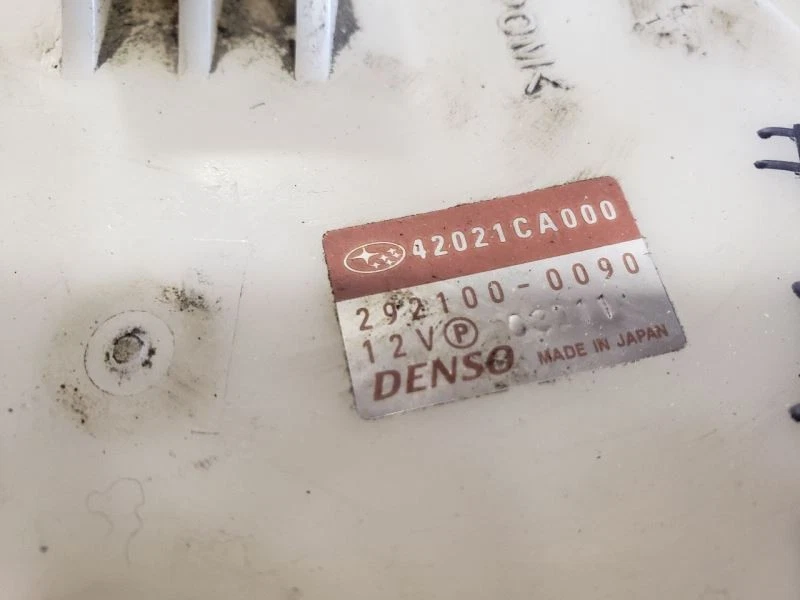 42021CA000
292100-0090
12V P
DENSO MADE IN JAPAN